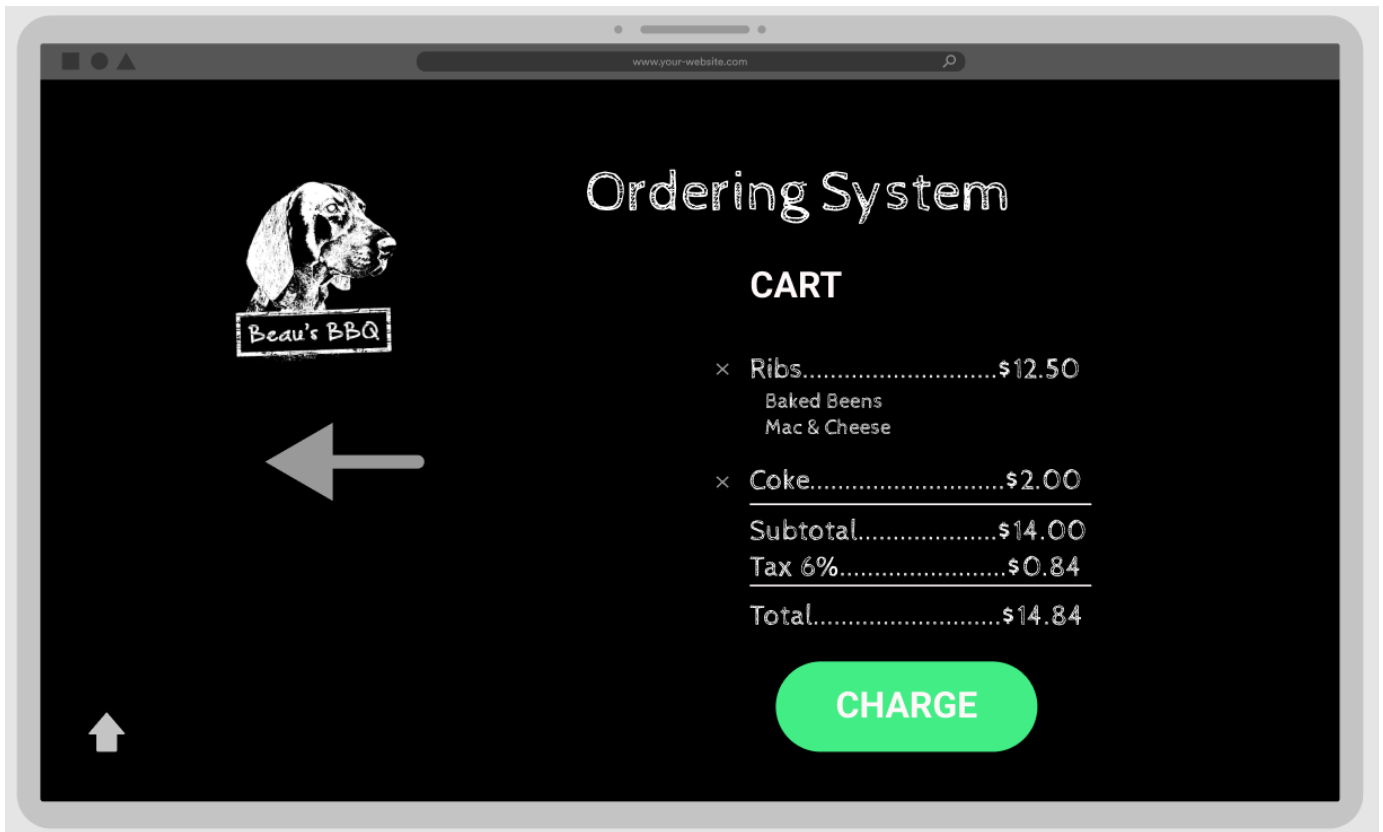 www.your-website.com
Ordering System
Beau's BBQ
CART
× Ribs............................$12.50
Baked Beens
Mac & Cheese
× Coke............................$2.00
Subtotal....................$14.00
Tax 6%........................$0.84
Total...........................$14.84
CHARGE